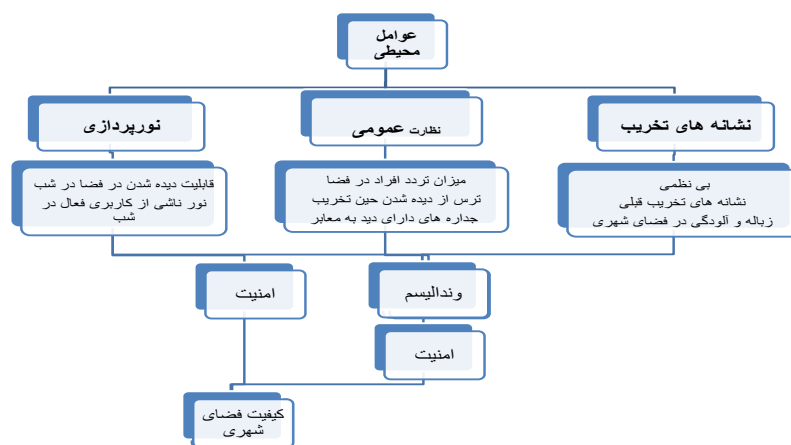 عوامل
محیطی
نشانه های تخریب
نظارت عمومی
نورپردازی
بی نظمی
نشانه های تخریب قبلی
زباله و آلودگی در فضای شهری
میزان تردد افراد در فضا
ترس از دیده شدن حین تخریب
جداره های دارای دید به معابر
قابلیت دیده شدن در فضا در شب
نور ناشی از کاربری فعال در
شب
وندالیسم
امنیت
امنیت
کیفیت فضای
شهری